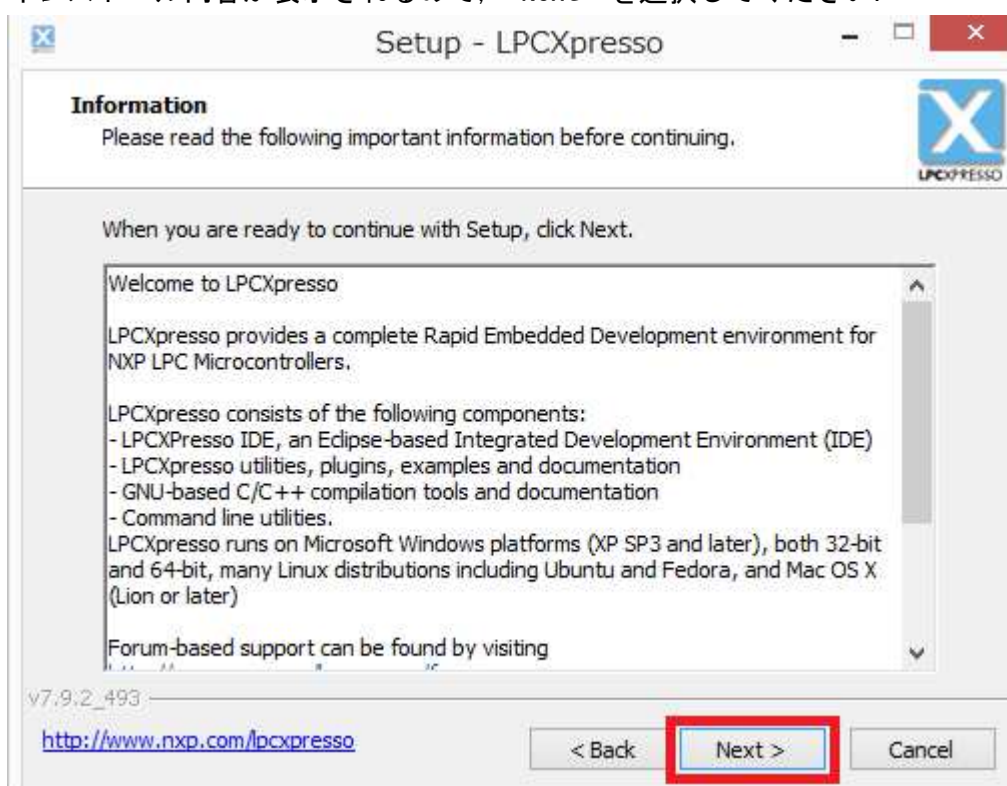 Setup - LPCXpresso
Information
Please read the following important information before continuing.
LPCXPRESSO
When you are ready to continue with Setup, click Next.
Welcome to LPCXpresso
LPCXpresso provides a complete Rapid Embedded Development environment for
NXP LPC Microcontrollers.
LPCXpresso consists of the following components:
- LPCXPresso IDE, an Eclipse-based Integrated Development Environment (IDE)
- LPCXpresso utilities, plugins, examples and documentation
- GNU-based C/C++ compilation tools and documentation
- Command line utilities.
LPCXpresso runs on Microsoft Windows platforms (XP SP3 and later), both 32-bit
and 64-bit, many Linux distributions including Ubuntu and Fedora, and Mac OS X
(Lion or later)
Forum-based support can be found by visiting
v7.9.2_493
http://www.nxp.com/lpcxpresso
< Back
Next >
Cancel